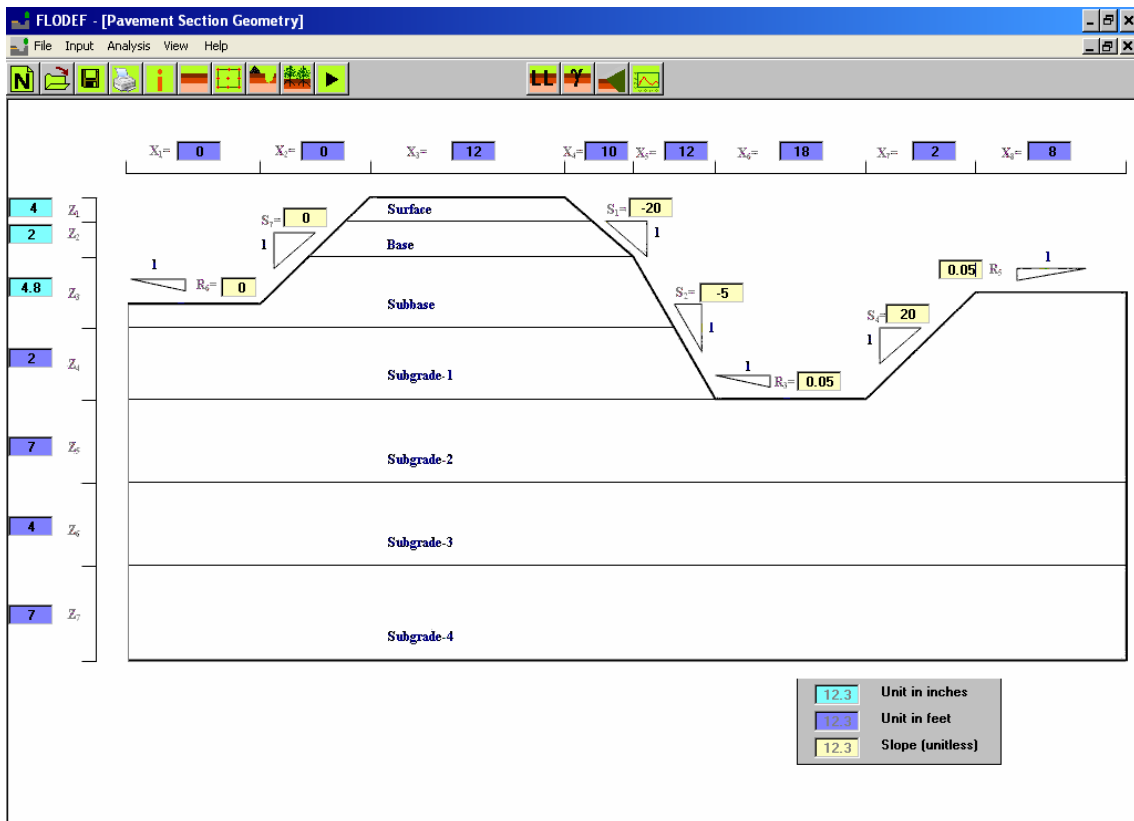 FLODEF - [Pavement Section Geometry]
File Input Analysis View Help
N i LL γ
X₁= 0 X₂= 0 X₃= 12 X₄= 10 X₅= 12 X₆= 18 X₇= 2 X₈= 8
4 Z₁
2 Z₂
4.8 Z₃
2 Z₄
7 Z₅
4 Z₆
7 Z₇
S₇= 0
1
1
R₆= 0
Surface
Base
Subbase
Subgrade-1
Subgrade-2
Subgrade-3
Subgrade-4
S₁= -20
1
S₂= -5
1
1
R₃= 0.05
S₄= 20
1
0.05 R₅
1
12.3 Unit in inches
12.3 Unit in feet
12.3 Slope (unitless)